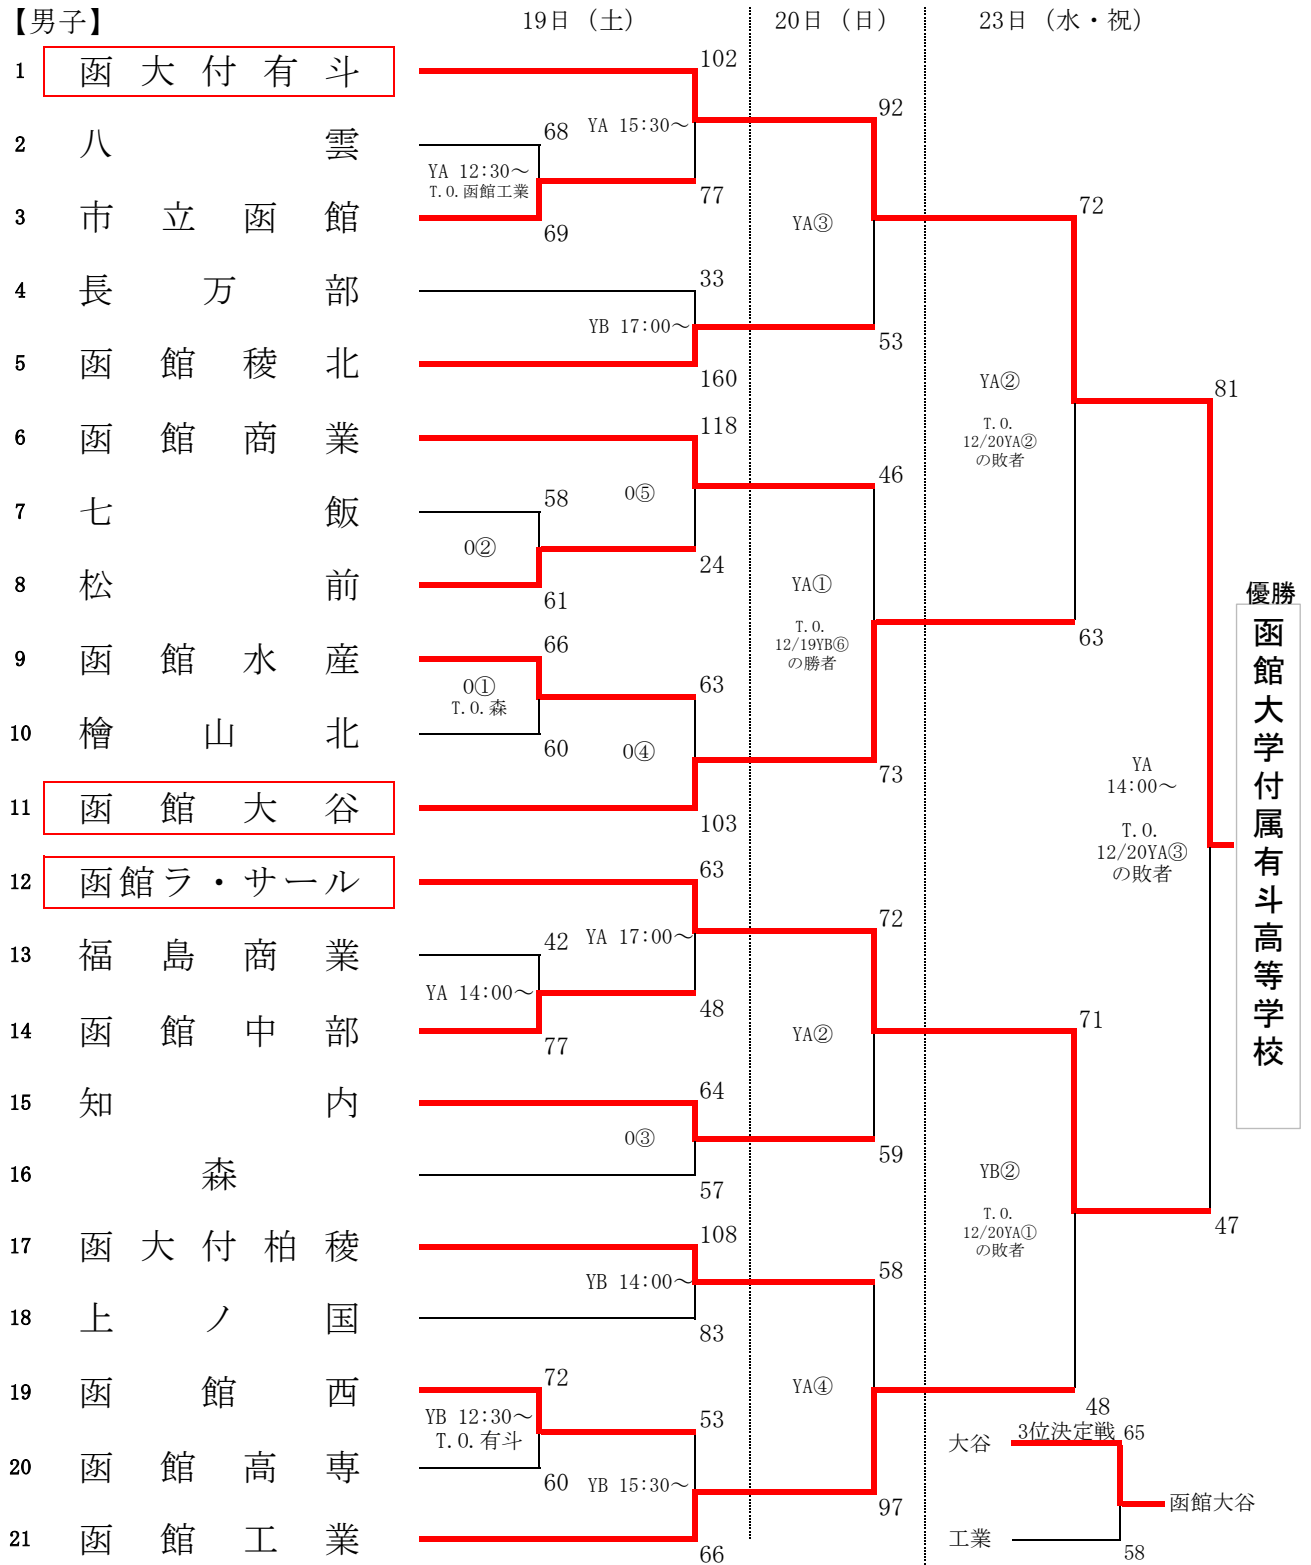 【男子】 19日（土） 20日（日） 23日（水・祝）
1 函大付有斗 102
92
2 八雲 68 YA 15:30～
YA 12:30～
T.O.函館工業
77
3 市立函館 69
YA③ 72
4 長万部 33
YB 17:00～
53
5 函館稜北 160
YA②
T.O.
12/20YA②
の敗者
81
6 函館商業 118
46
7 七飯 58 O⑤
O②
24
8 松前 61
YA①
T.O.
12/19YB⑥
の勝者
63
9 函館水産 66
O①
T.O.森
63
10 檜山北 60 O④
73
11 函館大谷 103
YA
14:00～
T.O.
12/20YA③
の敗者
優勝
函館大学付属有斗高等学校
12 函館ラ・サール 63
72
13 福島商業 42 YA 17:00～
YA 14:00～
48
14 函館中部 77
YA② 71
15 知内 64
O③
59
16 森 57
YB②
T.O.
12/20YA①
の敗者
47
17 函大付柏稜 108
YB 14:00～
58
18 上ノ国 83
19 函館西 72
YA④
48
YB 12:30～
T.O.有斗
53
20 函館高専 60 YB 15:30～
97
21 函館工業 66
3位決定戦
大谷 65
函館大谷
工業 58